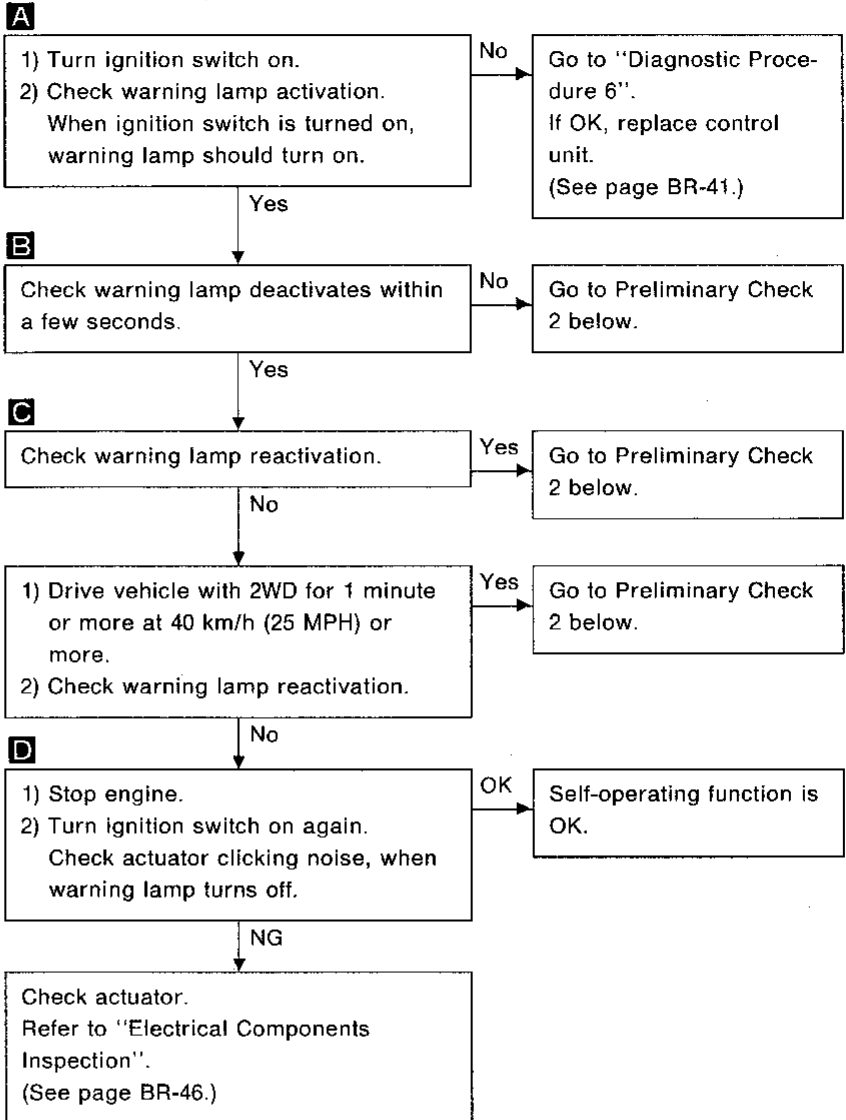 A
1) Turn ignition switch on.
2) Check warning lamp activation.
When ignition switch is turned on,
warning lamp should turn on.
No
Go to "Diagnostic Proce-
dure 6".
If OK, replace control
unit.
(See page BR-41.)
Yes
B
Check warning lamp deactivates within
a few seconds.
No
Go to Preliminary Check
2 below.
Yes
C
Check warning lamp reactivation.
Yes
Go to Preliminary Check
2 below.
No
1) Drive vehicle with 2WD for 1 minute
or more at 40 km/h (25 MPH) or
more.
2) Check warning lamp reactivation.
Yes
Go to Preliminary Check
2 below.
No
D
1) Stop engine.
2) Turn ignition switch on again.
Check actuator clicking noise, when
warning lamp turns off.
OK
Self-operating function is
OK.
NG
Check actuator.
Refer to "Electrical Components
Inspection".
(See page BR-46.)